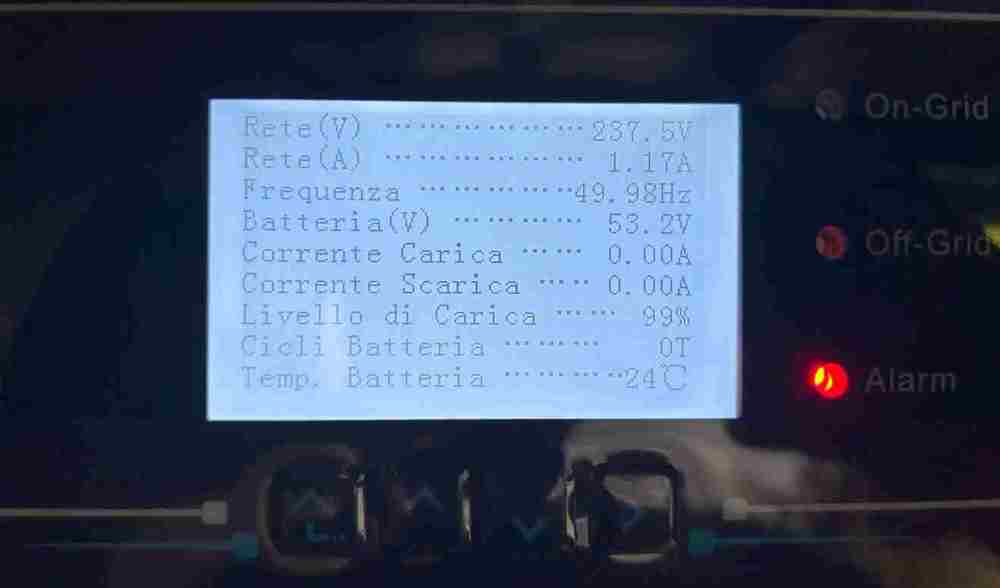 Rete(V) ⋯⋯⋯⋯⋯⋯ 237.5V
Rete(A) ⋯⋯⋯⋯⋯⋯ 1.17A
Frequenza ⋯⋯⋯⋯⋯ 49.98Hz
Batteria(V) ⋯⋯⋯⋯ 53.2V
Corrente Carica ⋯⋯ 0.00A
Corrente Scarica ⋯⋯ 0.00A
Livello di Carica ⋯⋯ 99%
Cicli Batteria ⋯⋯⋯ 0T
Temp. Batteria ⋯⋯⋯⋯ 24℃
On-Grid
Off-Grid
Alarm